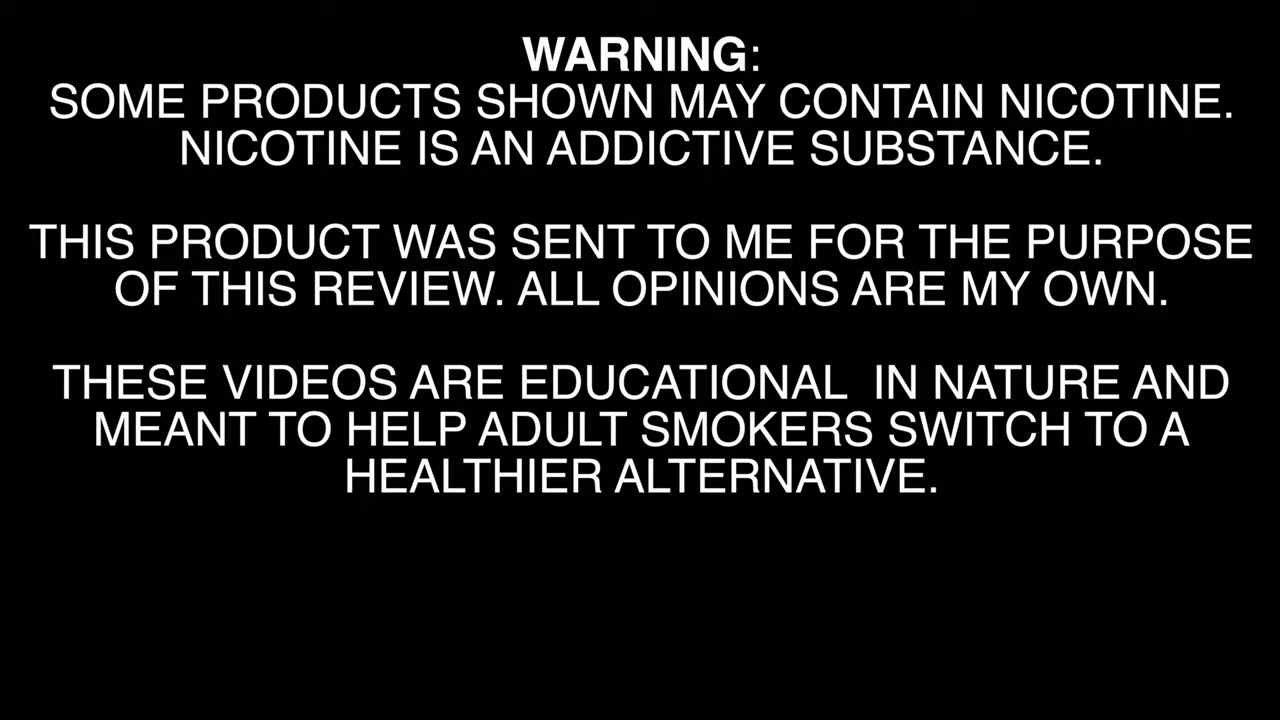 WARNING:
SOME PRODUCTS SHOWN MAY CONTAIN NICOTINE.
NICOTINE IS AN ADDICTIVE SUBSTANCE.
THIS PRODUCT WAS SENT TO ME FOR THE PURPOSE
OF THIS REVIEW. ALL OPINIONS ARE MY OWN.
THESE VIDEOS ARE EDUCATIONAL  IN NATURE AND
MEANT TO HELP ADULT SMOKERS SWITCH TO A
HEALTHIER ALTERNATIVE.